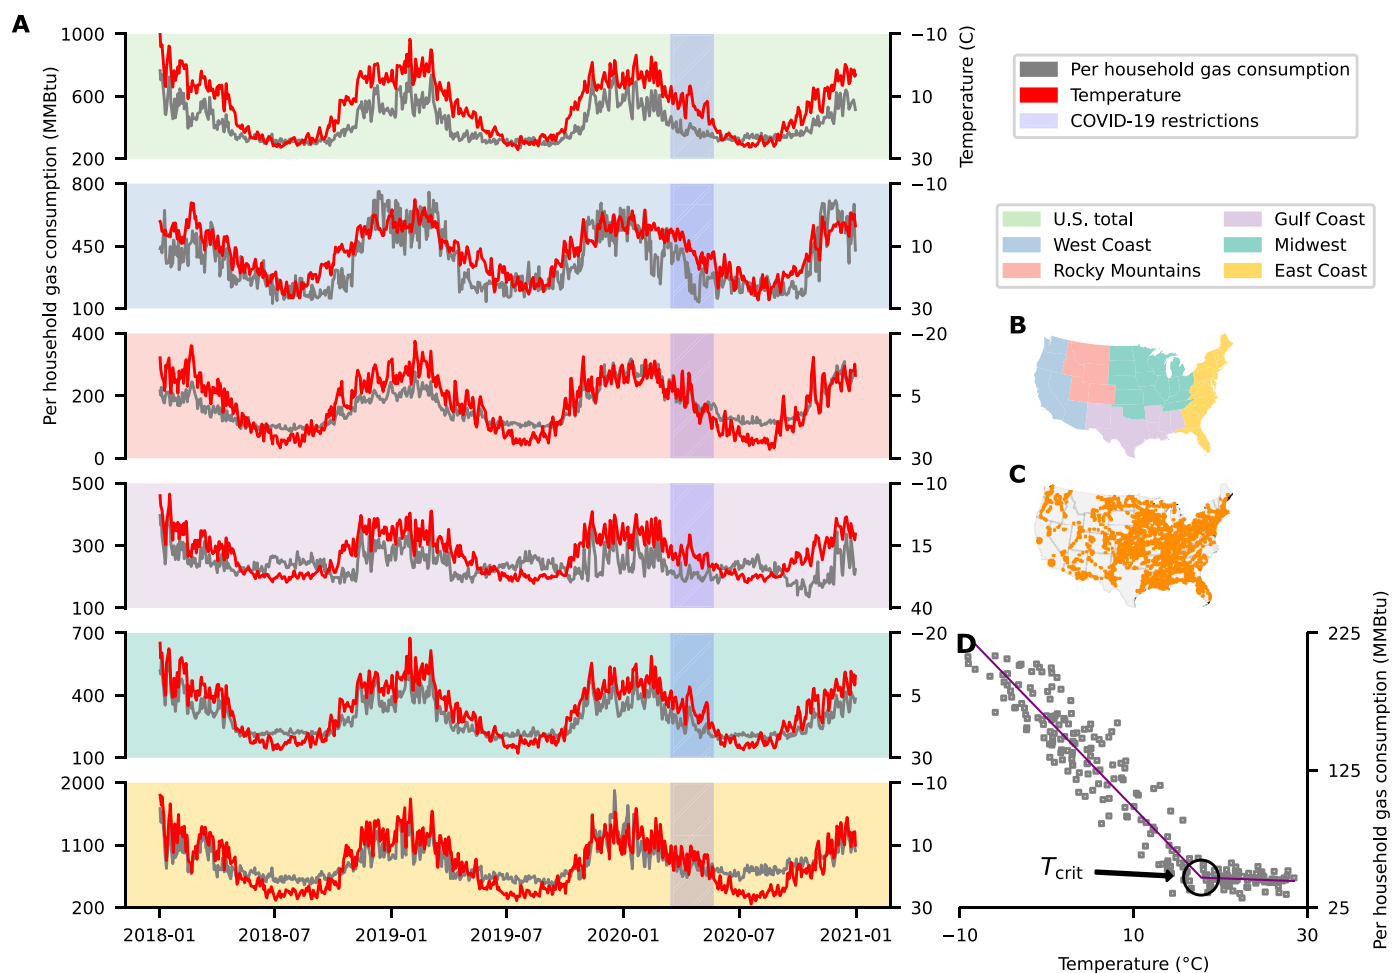 A
Per household gas consumption (MMBtu)
1000
600
200
−10
10
30
Temperature (C)
800
450
100
−10
10
30
400
200
0
−20
5
30
500
300
100
−10
15
40
700
400
100
−20
5
30
2000
1100
200
−10
10
30
2018-01
2018-07
2019-01
2019-07
2020-01
2020-07
2021-01
Per household gas consumption
Temperature
COVID-19 restrictions
U.S. total
West Coast
Rocky Mountains
Gulf Coast
Midwest
East Coast
B
C
D
Tcrit
225
125
25
Per household gas consumption (MMBtu)
−10
10
30
Temperature (°C)